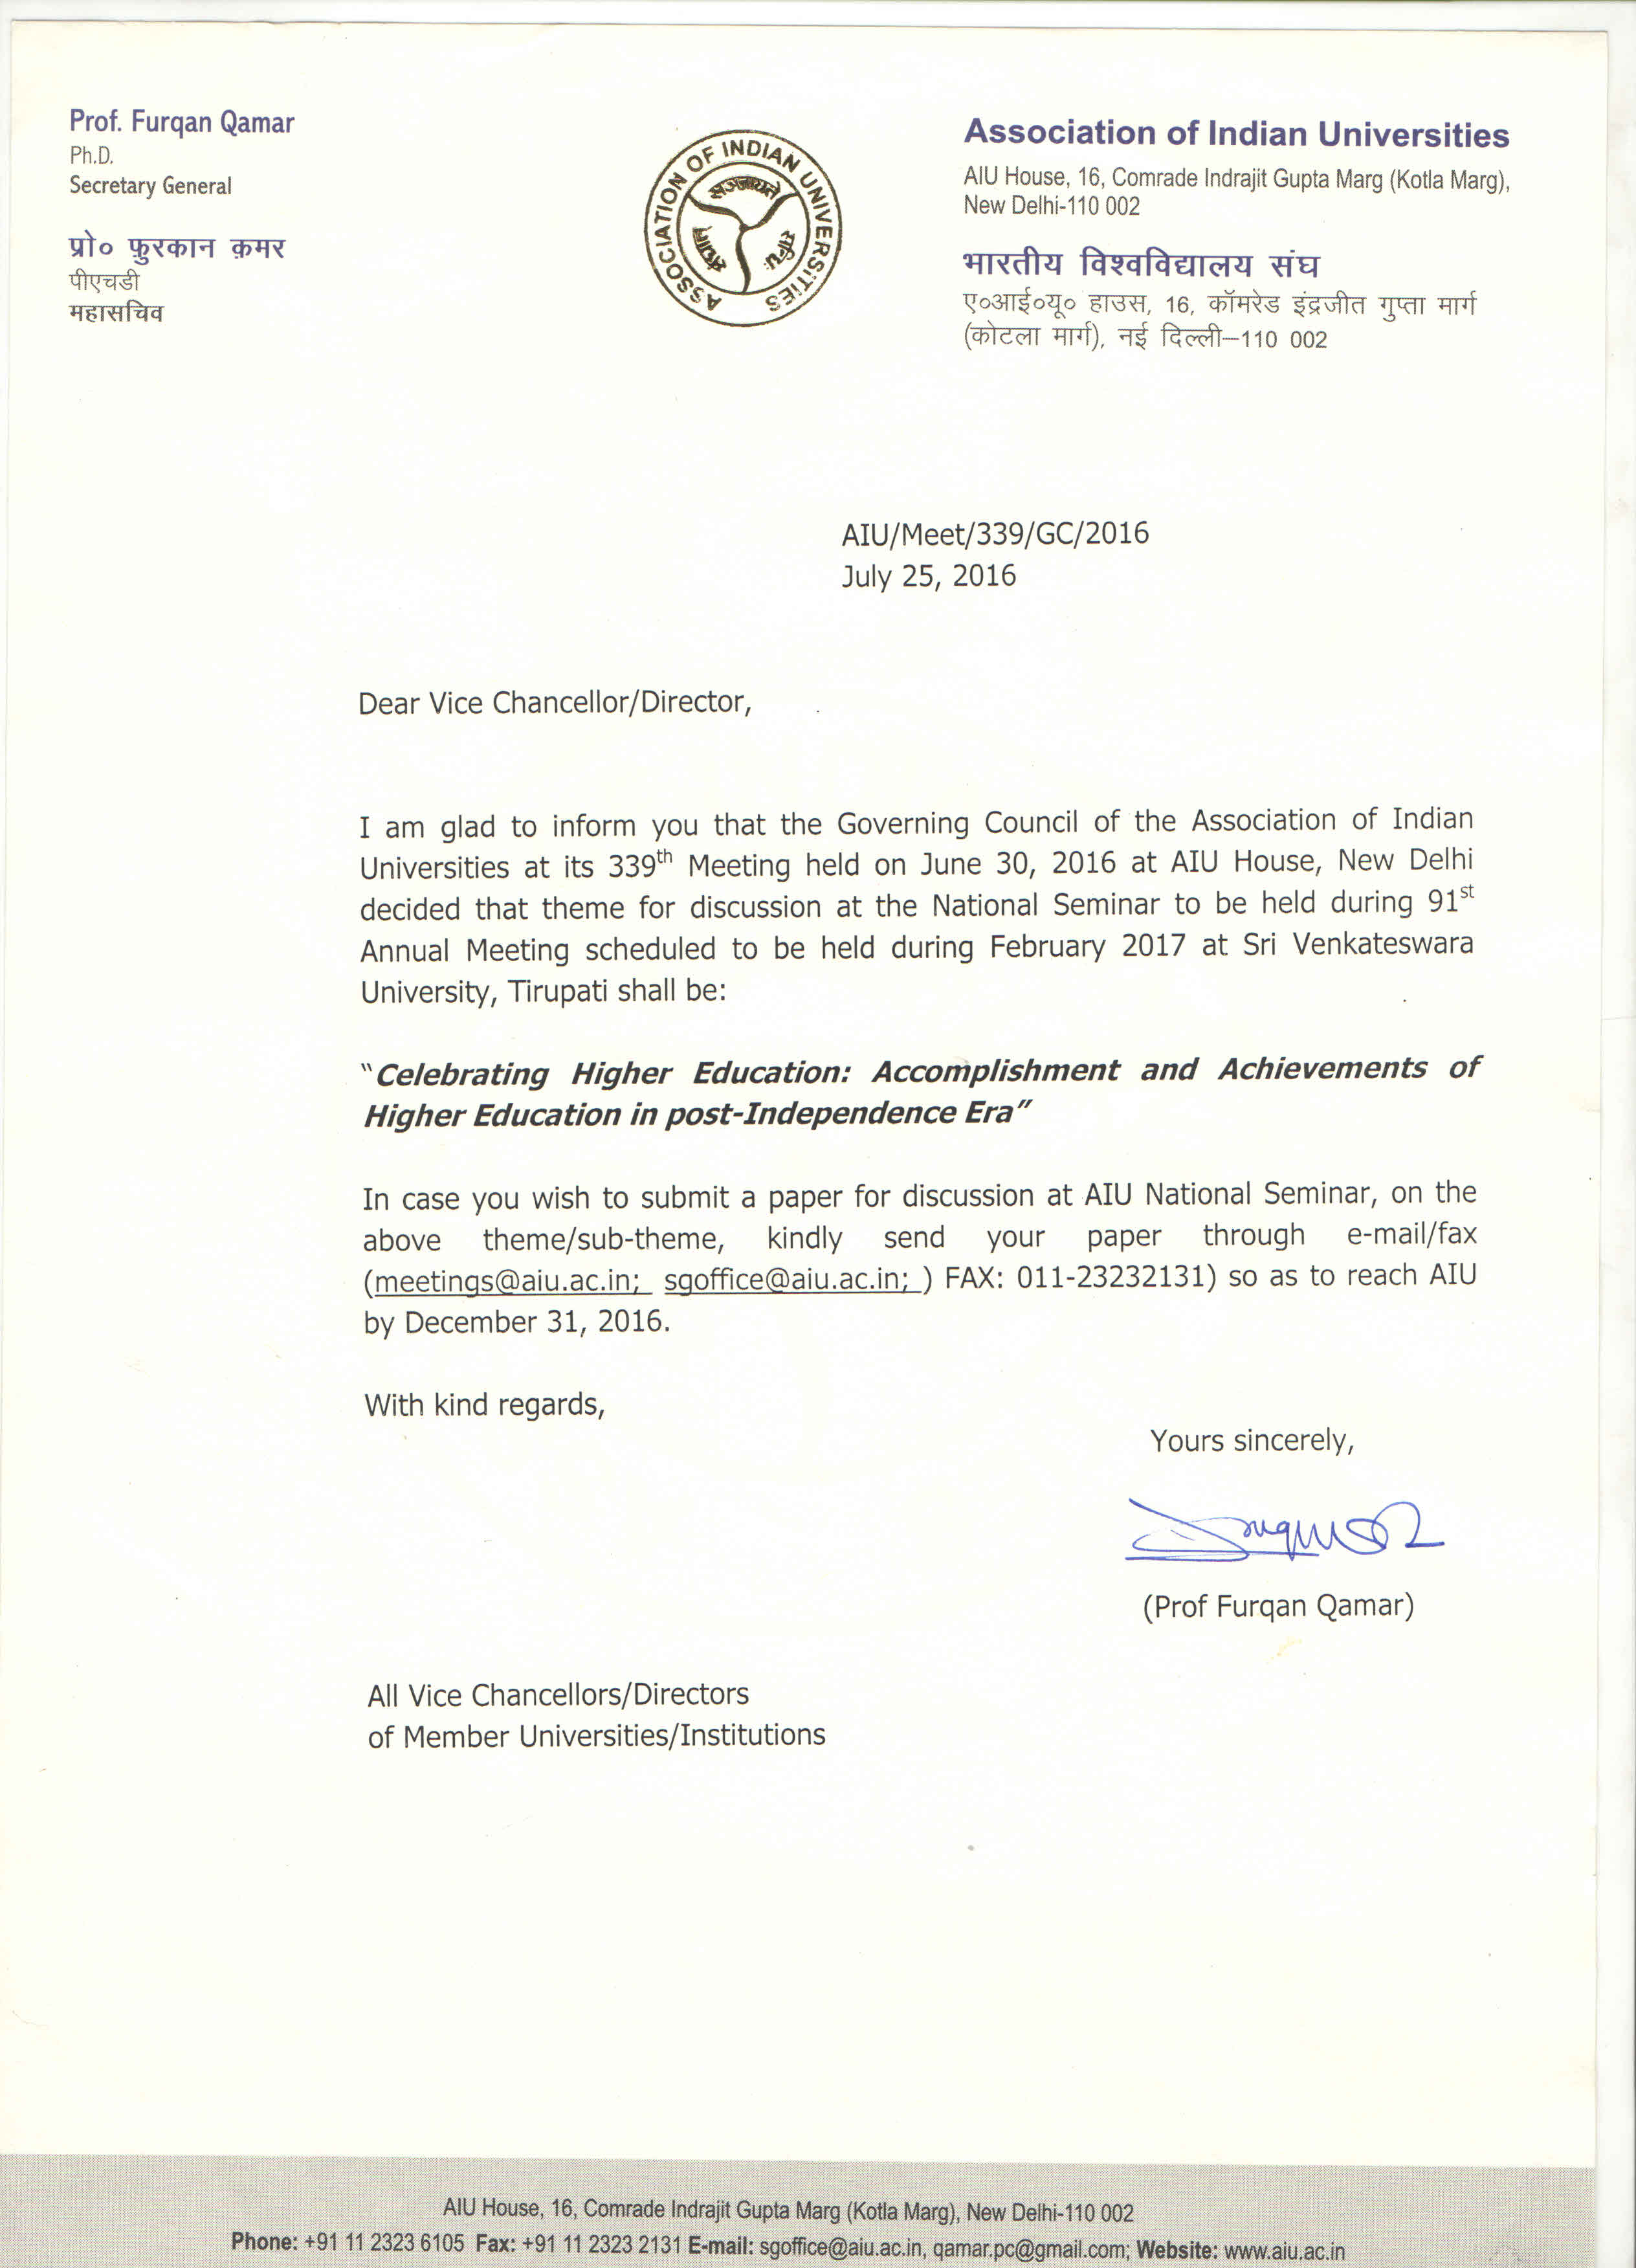 Prof. Furqan Qamar
Ph.D.
Secretary General
प्रो० फुरकान क़मर
पीएचडी
महासचिव
ASSOCIATION OF INDIAN UNIVERSITIES
Association of Indian Universities
AIU House, 16, Comrade Indrajit Gupta Marg (Kotla Marg),
New Delhi-110 002
भारतीय विश्वविद्यालय संघ
ए०आई०यू० हाउस, 16, कॉमरेड इंद्रजीत गुप्ता मार्ग
(कोटला मार्ग), नई दिल्ली–110 002
AIU/Meet/339/GC/2016
July 25, 2016
Dear Vice Chancellor/Director,
I am glad to inform you that the Governing Council of the Association of Indian
Universities at its 339th Meeting held on June 30, 2016 at AIU House, New Delhi
decided that theme for discussion at the National Seminar to be held during 91st
Annual Meeting scheduled to be held during February 2017 at Sri Venkateswara
University, Tirupati shall be:
"Celebrating Higher Education: Accomplishment and Achievements of
Higher Education in post-Independence Era"
In case you wish to submit a paper for discussion at AIU National Seminar, on the
above theme/sub-theme, kindly send your paper through e-mail/fax
(meetings@aiu.ac.in; sgoffice@aiu.ac.in; ) FAX: 011-23232131) so as to reach AIU
by December 31, 2016.
With kind regards,
Yours sincerely,
(Prof Furqan Qamar)
All Vice Chancellors/Directors
of Member Universities/Institutions
AIU House, 16, Comrade Indrajit Gupta Marg (Kotla Marg), New Delhi-110 002
Phone: +91 11 2323 6105 Fax: +91 11 2323 2131 E-mail: sgoffice@aiu.ac.in, qamar.pc@gmail.com; Website: www.aiu.ac.in